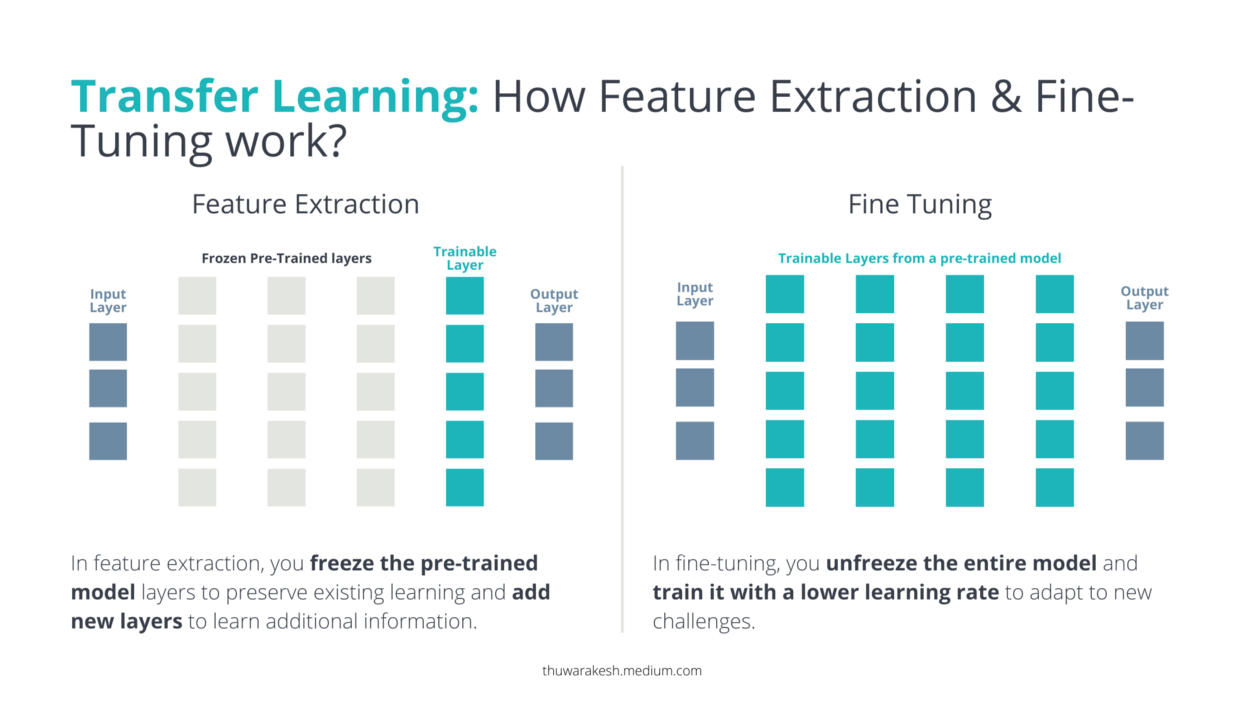 Transfer Learning: How Feature Extraction & Fine-
Tuning work?
Feature Extraction
Frozen Pre-Trained layers
Trainable
Layer
Input
Layer
Output
Layer
In feature extraction, you freeze the pre-trained
model layers to preserve existing learning and add
new layers to learn additional information.
Fine Tuning
Trainable Layers from a pre-trained model
Input
Layer
Output
Layer
In fine-tuning, you unfreeze the entire model and
train it with a lower learning rate to adapt to new
challenges.
thuwarakesh.medium.com